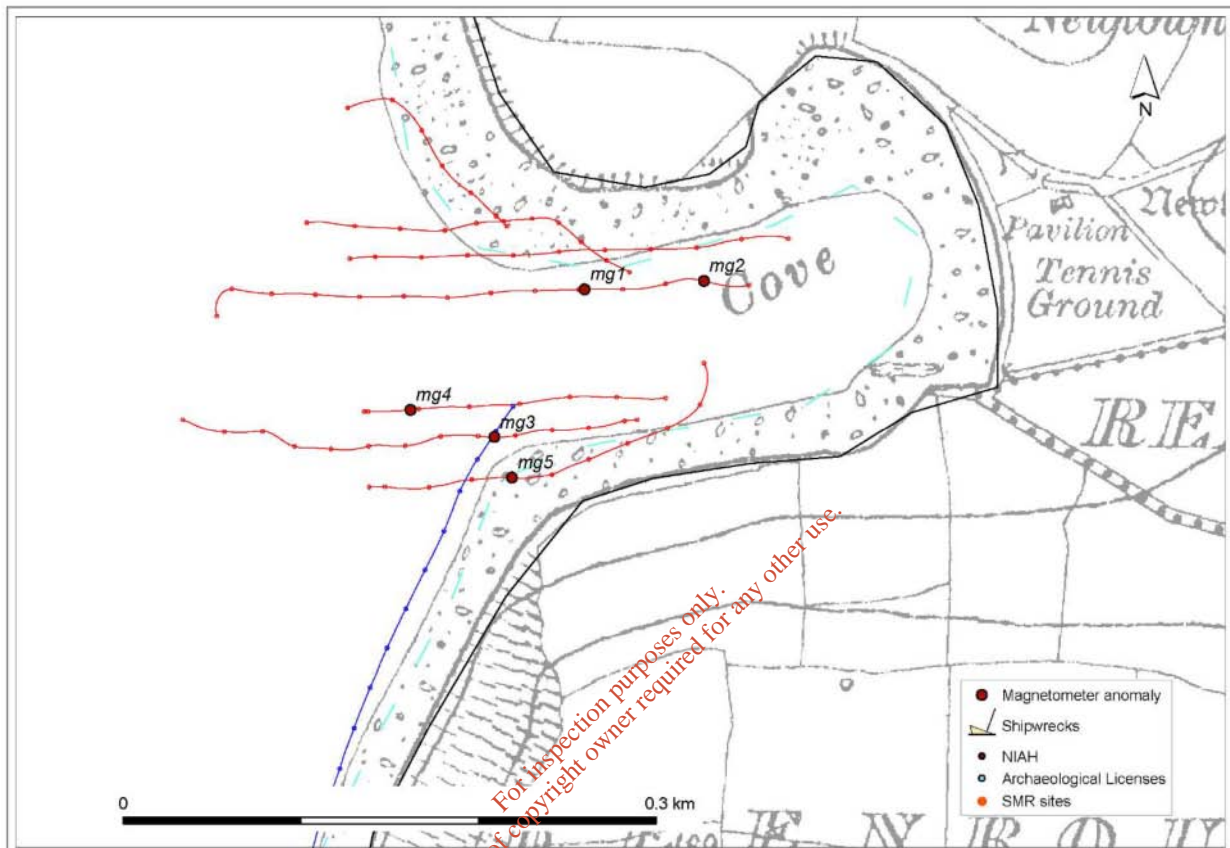 N
Pavilion
Tennis
Ground
Cove
mg1
mg2
mg4
mg3
mg5
RE
For inspection purposes only.
of copyright owner required for any other use.
Magnetometer anomaly
Shipwrecks
NIAH
Archaeological Licenses
SMR sites
0 0.3 km